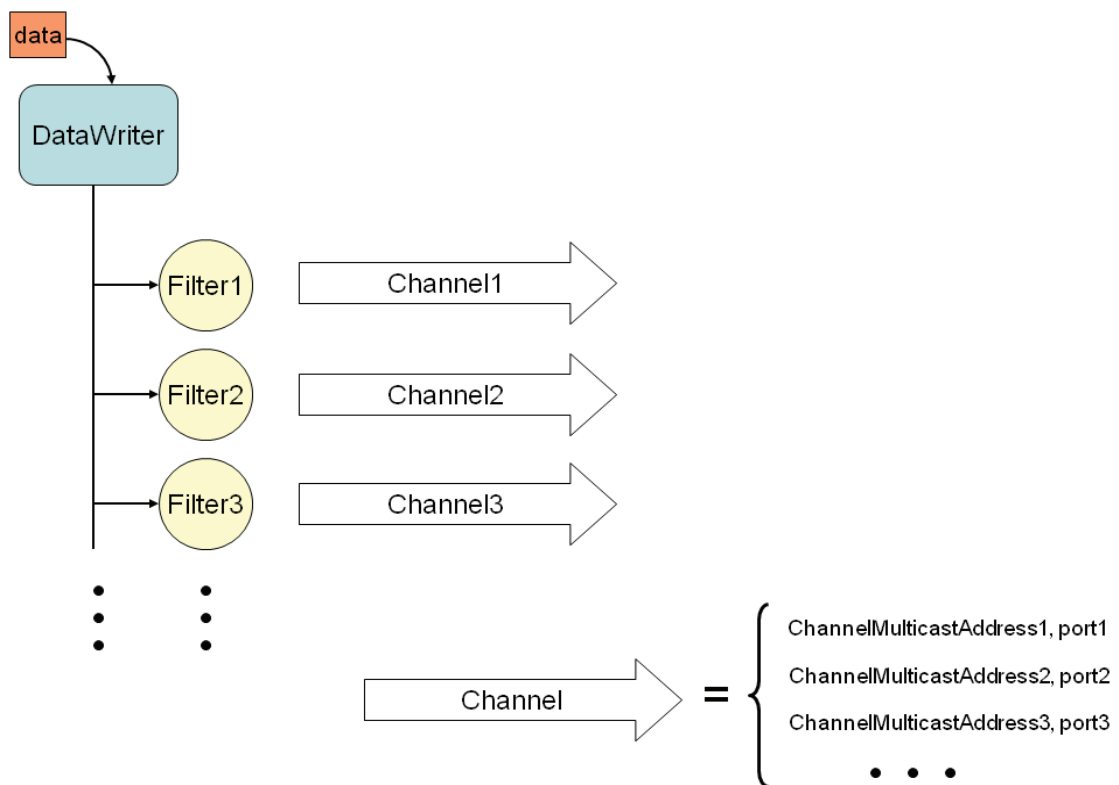 data
DataWriter
Filter1
Channel1
Filter2
Channel2
Filter3
Channel3
Channel
=
ChannelMulticastAddress1, port1
ChannelMulticastAddress2, port2
ChannelMulticastAddress3, port3